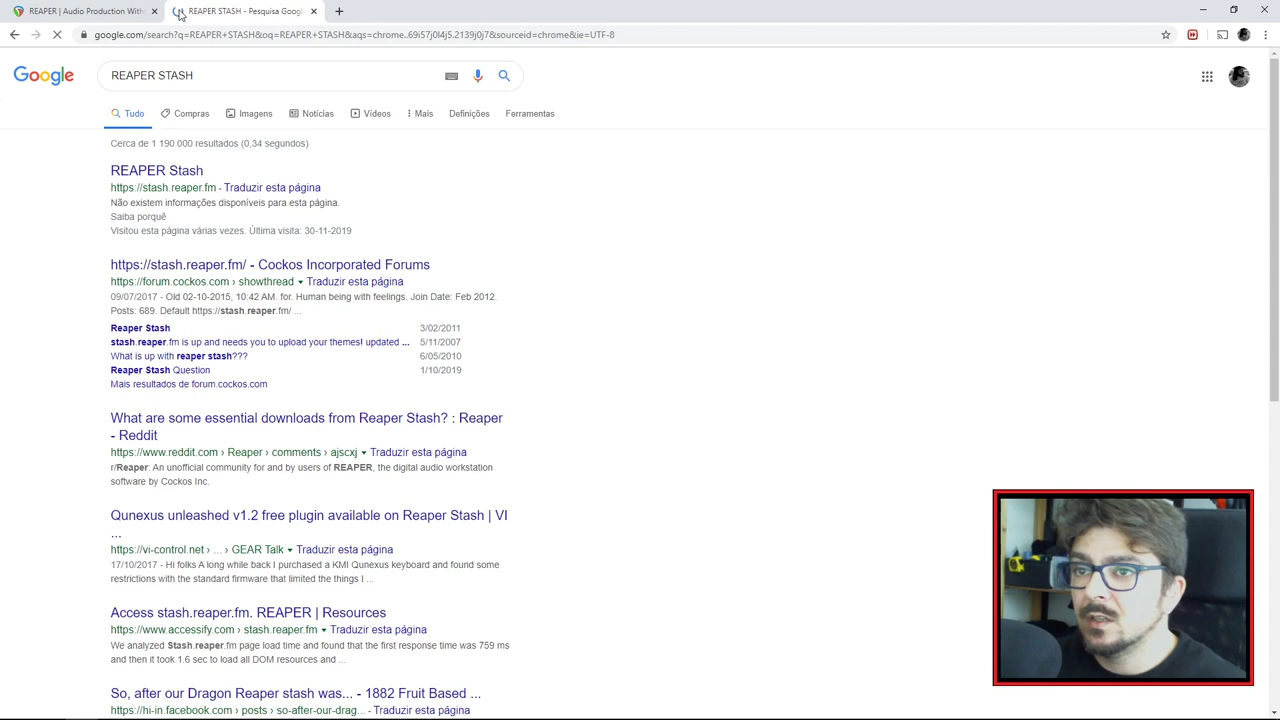 REAPER | Audio Production With
REAPER STASH - Pesquisa Google
google.com/search?q=REAPER+STASH&oq=REAPER+STASH&aqs=chrome..69i57j0l4j5.2139j0j7&sourceid=chrome&ie=UTF-8
Google
REAPER STASH
Tudo
Compras
Imagens
Notícias
Vídeos
Mais
Definições
Ferramentas
Cerca de 1 190 000 resultados (0,34 segundos)
REAPER Stash
https://stash.reaper.fm - Traduzir esta página
Não existem informações disponíveis para esta página.
Saiba porquê
Visitou esta página várias vezes. Última visita: 30-11-2019
https://stash.reaper.fm/ - Cockos Incorporated Forums
https://forum.cockos.com › showthread ▾ Traduzir esta página
09/07/2017 - Old 02-10-2015, 10:42 AM. for. Human being with feelings. Join Date: Feb 2012.
Posts: 689. Default https://stash.reaper.fm/ ...
Reaper Stash 3/02/2011
stash.reaper.fm is up and needs you to upload your themes! updated ... 5/11/2007
What is up with reaper stash??? 6/05/2010
Reaper Stash Question 1/10/2019
Mais resultados de forum.cockos.com
What are some essential downloads from Reaper Stash? : Reaper
- Reddit
https://www.reddit.com › Reaper › comments › ajscxj ▾ Traduzir esta página
r/Reaper: An unofficial community for and by users of REAPER, the digital audio workstation
software by Cockos Inc.
Qunexus unleashed v1.2 free plugin available on Reaper Stash | VI
...
https://vi-control.net › ... › GEAR Talk ▾ Traduzir esta página
17/10/2017 - Hi folks A long while back I purchased a KMI Qunexus keyboard and found some
restrictions with the standard firmware that limited the things I ...
Access stash.reaper.fm. REAPER | Resources
https://www.accessify.com › stash.reaper.fm ▾ Traduzir esta página
We analyzed Stash.reaper.fm page load time and found that the first response time was 759 ms
and then it took 1.6 sec to load all DOM resources and ...
So, after our Dragon Reaper stash was... - 1882 Fruit Based ...
https://hi-in.facebook.com › posts › so-after-our-drag... - Traduzir esta página